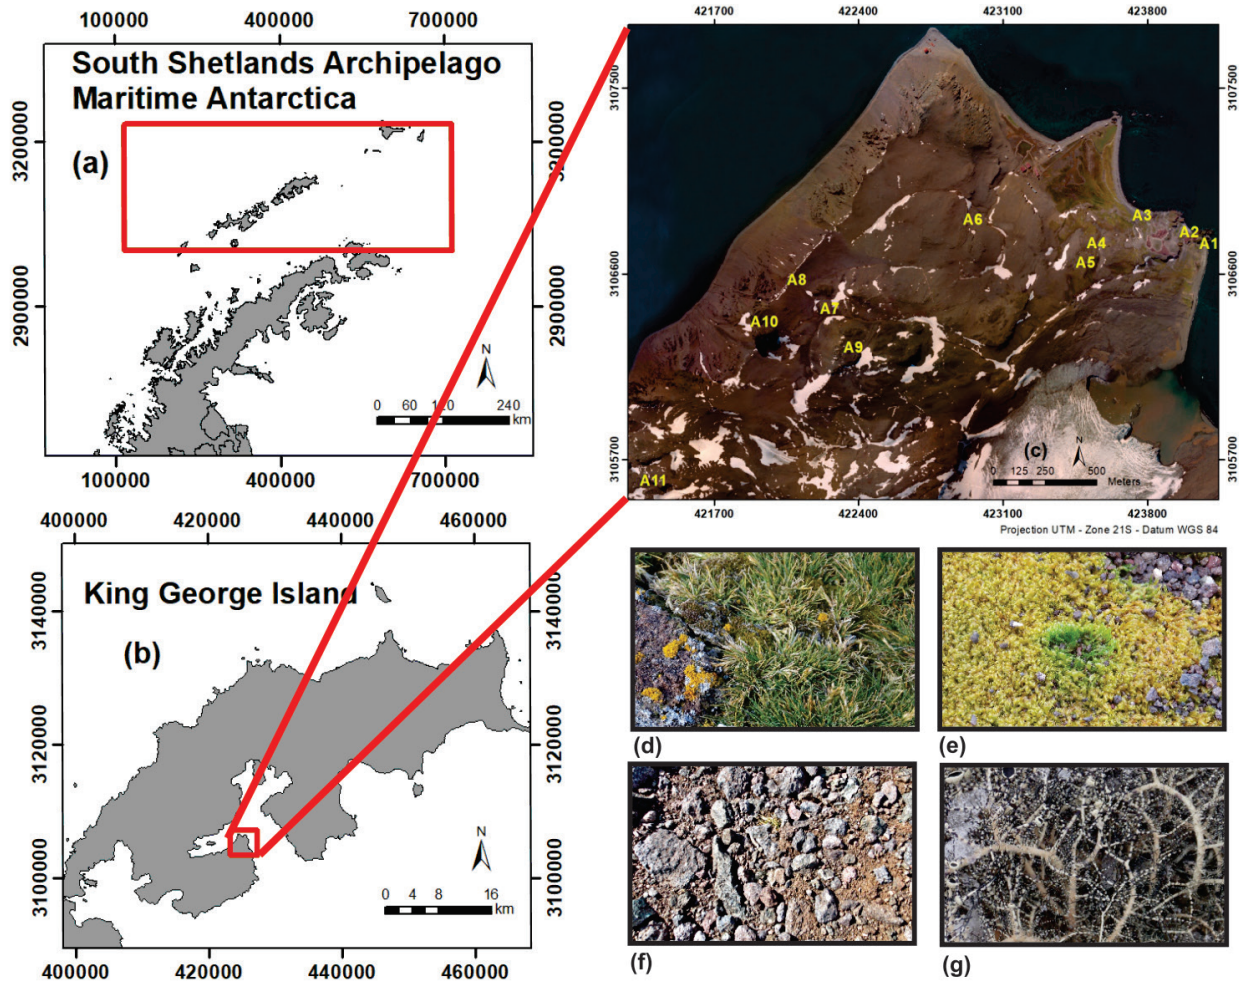 100000 400000 700000
South Shetlands Archipelago
Maritime Antarctica
(a)
3200000
2900000
3200000
2900000
N
0 60 120 240
km
100000 400000 700000
400000 420000 440000 460000
King George Island
(b)
3140000
3120000
3100000
3140000
3120000
3100000
N
0 4 8 16
km
400000 420000 440000 460000
421700 422400 423100 423800
3107500
3106600
3105700
3107500
3106600
3105700
A3
A6
A2
A4
A1
A5
A8
A7
A10
A9
A11
(c)
N
0 125 250 500
Meters
421700 422400 423100 423800
Projection UTM - Zone 21S - Datum WGS 84
(d)
(e)
(f)
(g)